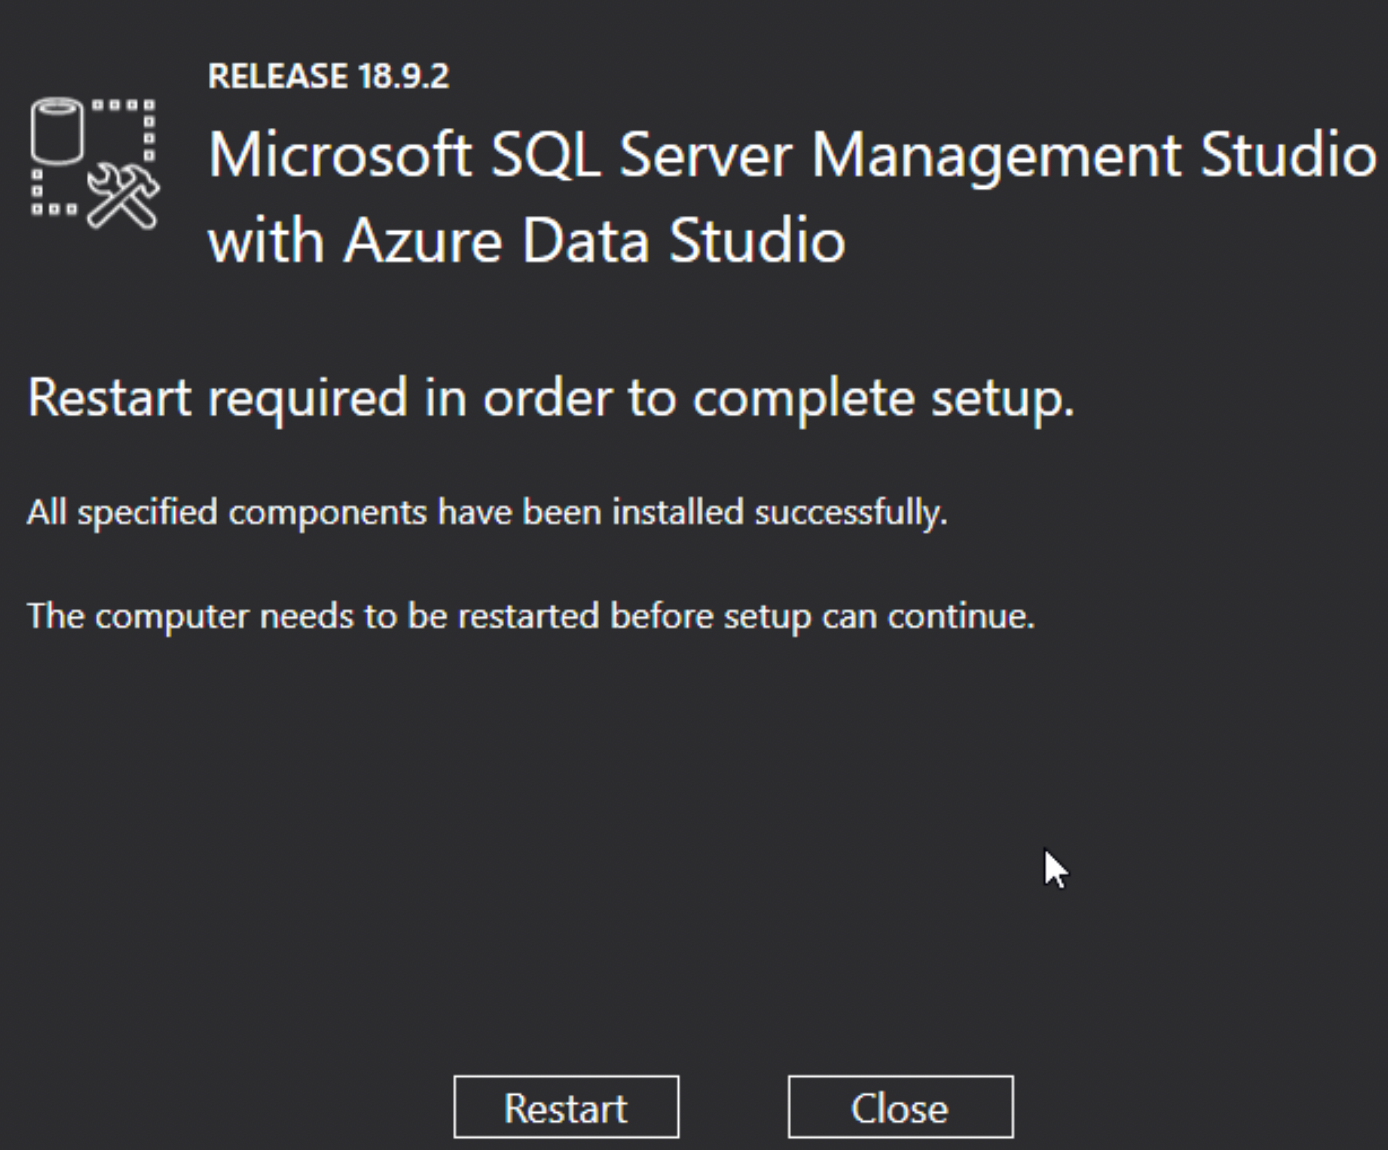 RELEASE 18.9.2
Microsoft SQL Server Management Studio
with Azure Data Studio
Restart required in order to complete setup.
All specified components have been installed successfully.
The computer needs to be restarted before setup can continue.
Restart
Close